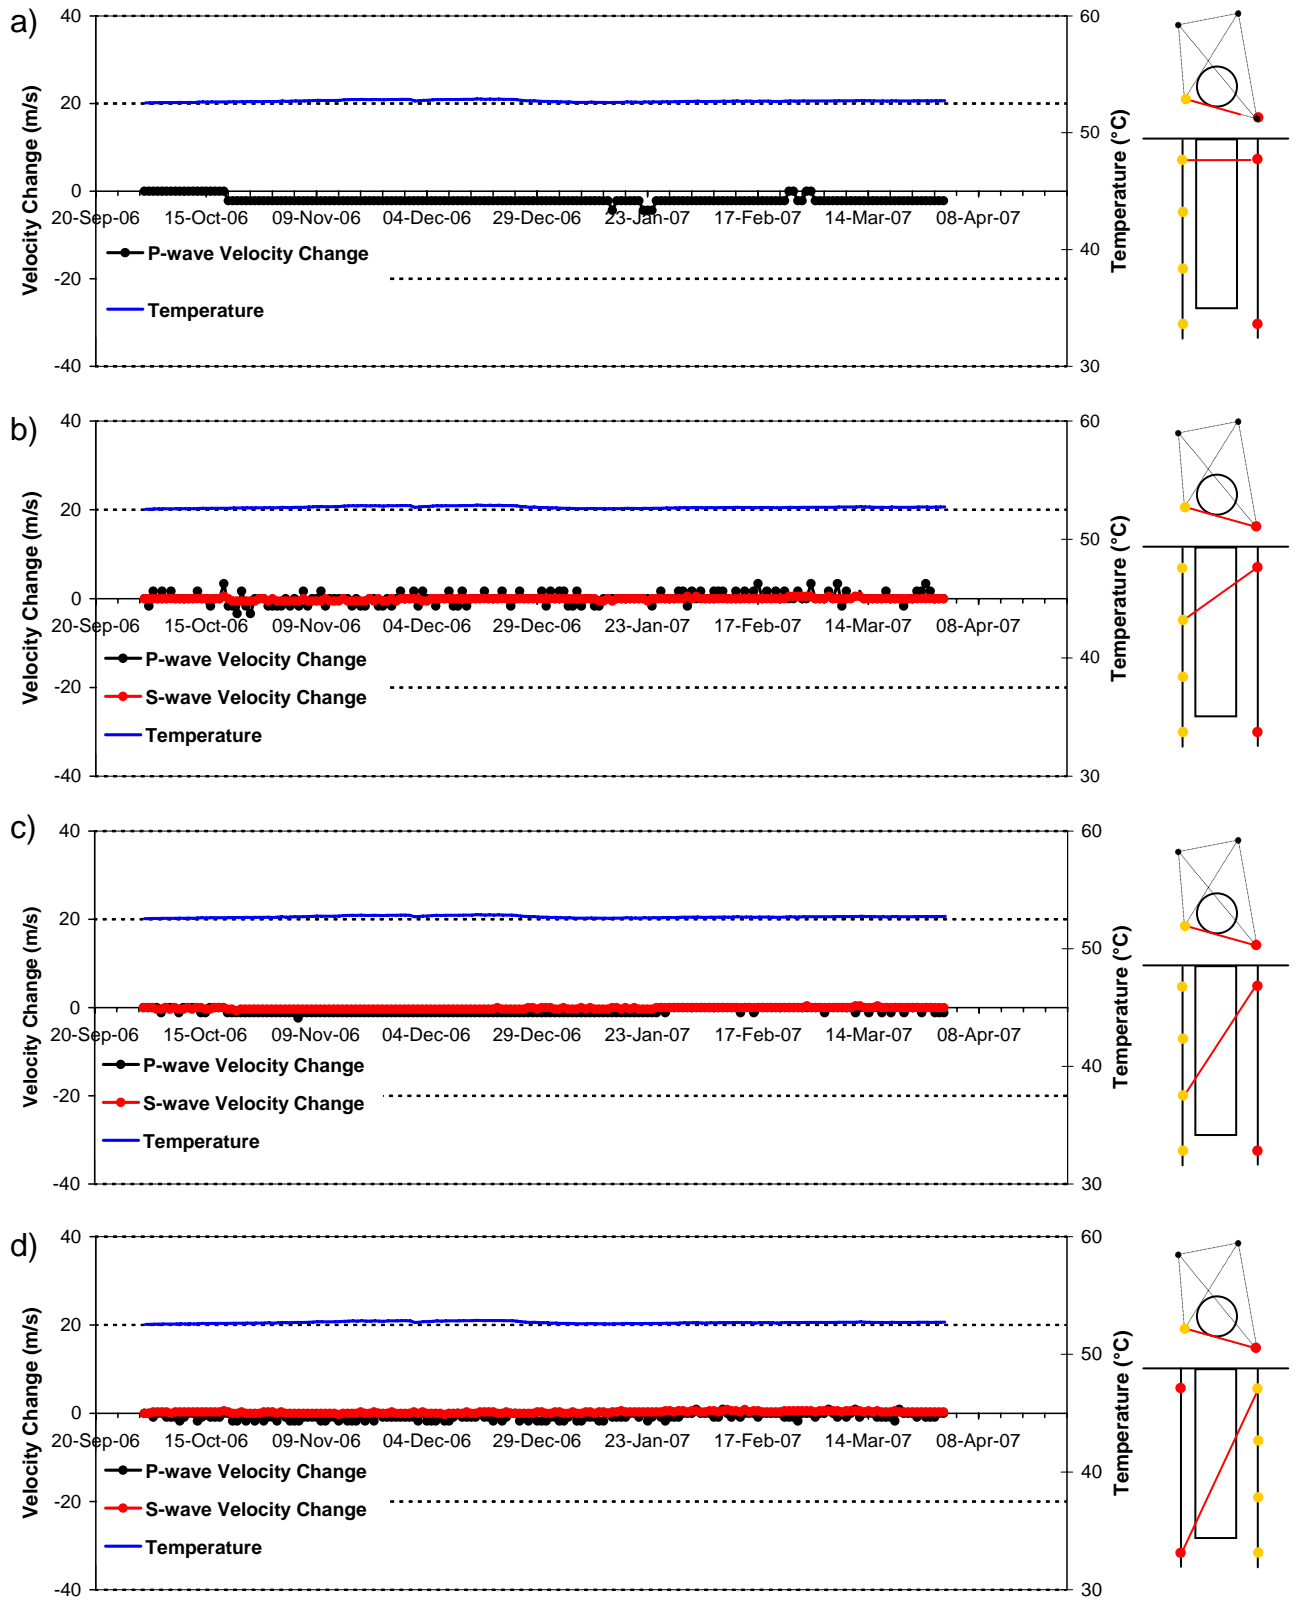 a)
40
20
0
-20
-40
Velocity Change (m/s)
20-Sep-06 15-Oct-06 09-Nov-06 04-Dec-06 29-Dec-06 23-Jan-07 17-Feb-07 14-Mar-07 08-Apr-07
P-wave Velocity Change
Temperature
60
50
40
30
Temperature (°C)
b)
40
20
0
-20
-40
Velocity Change (m/s)
20-Sep-06 15-Oct-06 09-Nov-06 04-Dec-06 29-Dec-06 23-Jan-07 17-Feb-07 14-Mar-07 08-Apr-07
P-wave Velocity Change
S-wave Velocity Change
Temperature
60
50
40
30
Temperature (°C)
c)
40
20
0
-20
-40
Velocity Change (m/s)
20-Sep-06 15-Oct-06 09-Nov-06 04-Dec-06 29-Dec-06 23-Jan-07 17-Feb-07 14-Mar-07 08-Apr-07
P-wave Velocity Change
S-wave Velocity Change
Temperature
60
50
40
30
Temperature (°C)
d)
40
20
0
-20
-40
Velocity Change (m/s)
20-Sep-06 15-Oct-06 09-Nov-06 04-Dec-06 29-Dec-06 23-Jan-07 17-Feb-07 14-Mar-07 08-Apr-07
P-wave Velocity Change
S-wave Velocity Change
Temperature
60
50
40
30
Temperature (°C)